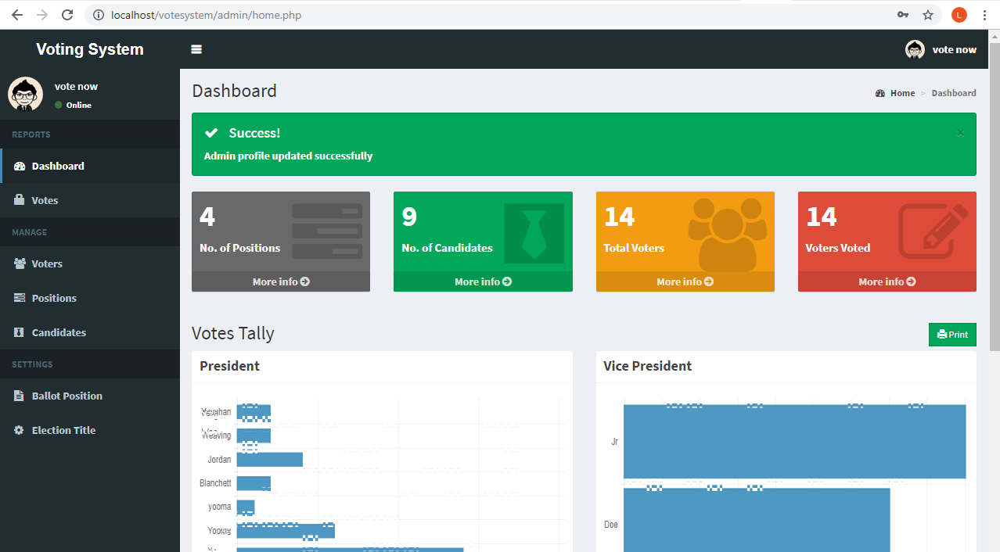 localhost/votesystem/admin/home.php
L
Voting System
vote now
vote now
Online
Dashboard
Home > Dashboard
Success!
×
Admin profile updated successfully
REPORTS
Dashboard
Votes
MANAGE
Voters
Positions
Candidates
SETTINGS
Ballot Position
Election Title
4
No. of Positions
More info
9
No. of Candidates
More info
14
Total Voters
More info
14
Voters Voted
More info
Votes Tally
Print
President
Vaughan
Weaving
Jordan
Blanchett
yooma
Vice President
Jr
Doe